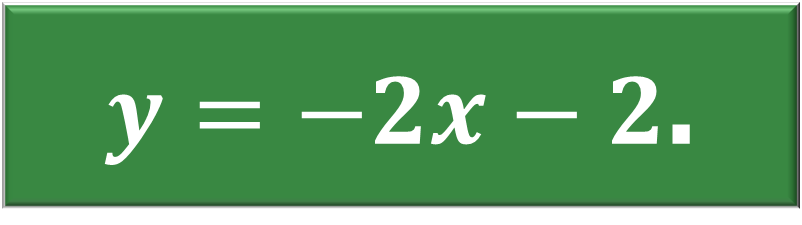 y = −2x − 2.